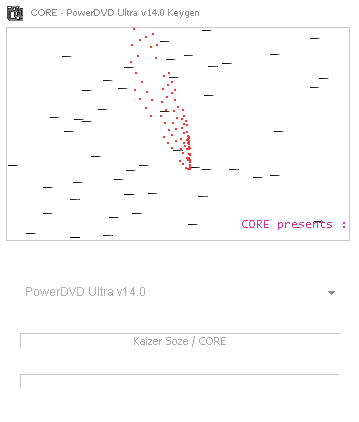 CORE - PowerDVD Ultra v14.0 Keygen
CORE presents :
PowerDVD Ultra v14.0
Kaizer Soze / CORE